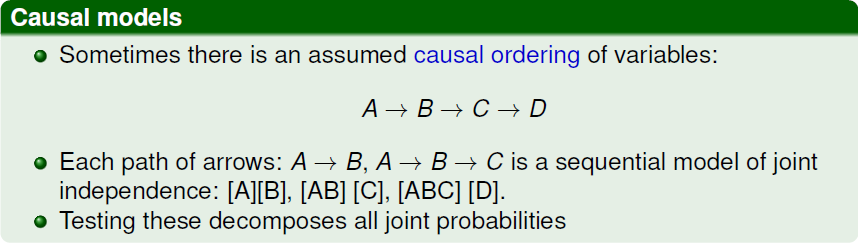 Causal models
Sometimes there is an assumed causal ordering of variables:
A → B → C → D
Each path of arrows: A → B, A → B → C is a sequential model of joint
independence: [A][B], [AB] [C], [ABC] [D].
Testing these decomposes all joint probabilities